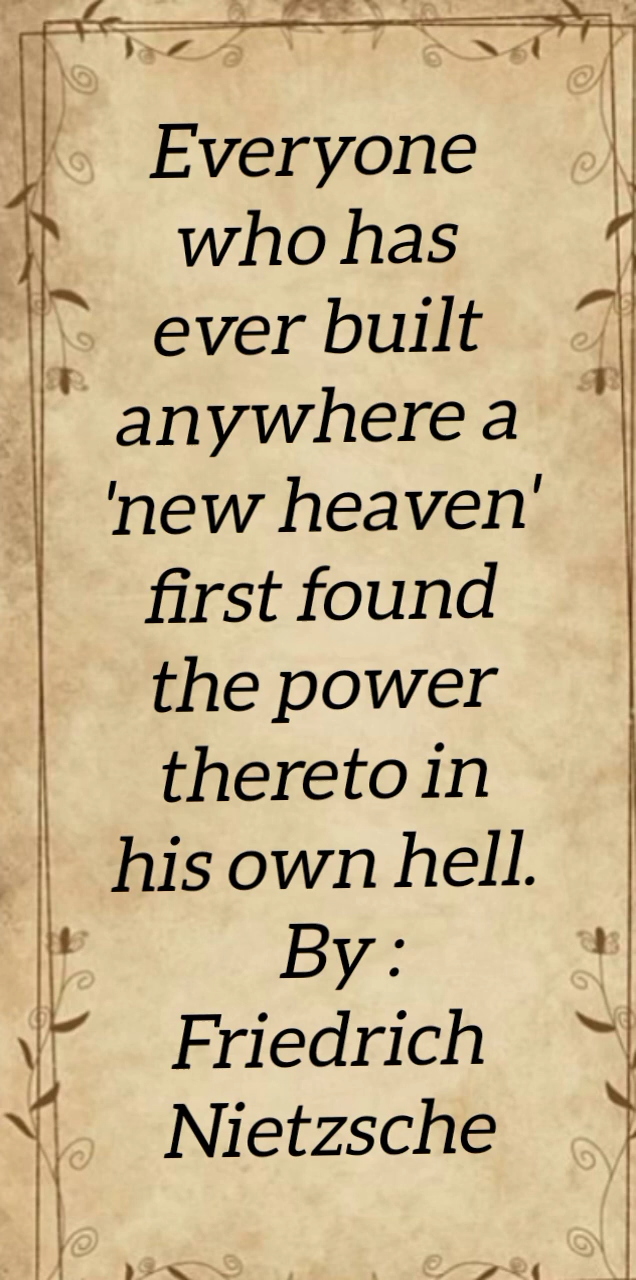 Everyone
who has
ever built
anywhere a
'new heaven'
first found
the power
thereto in
his own hell.
By :
Friedrich
Nietzsche